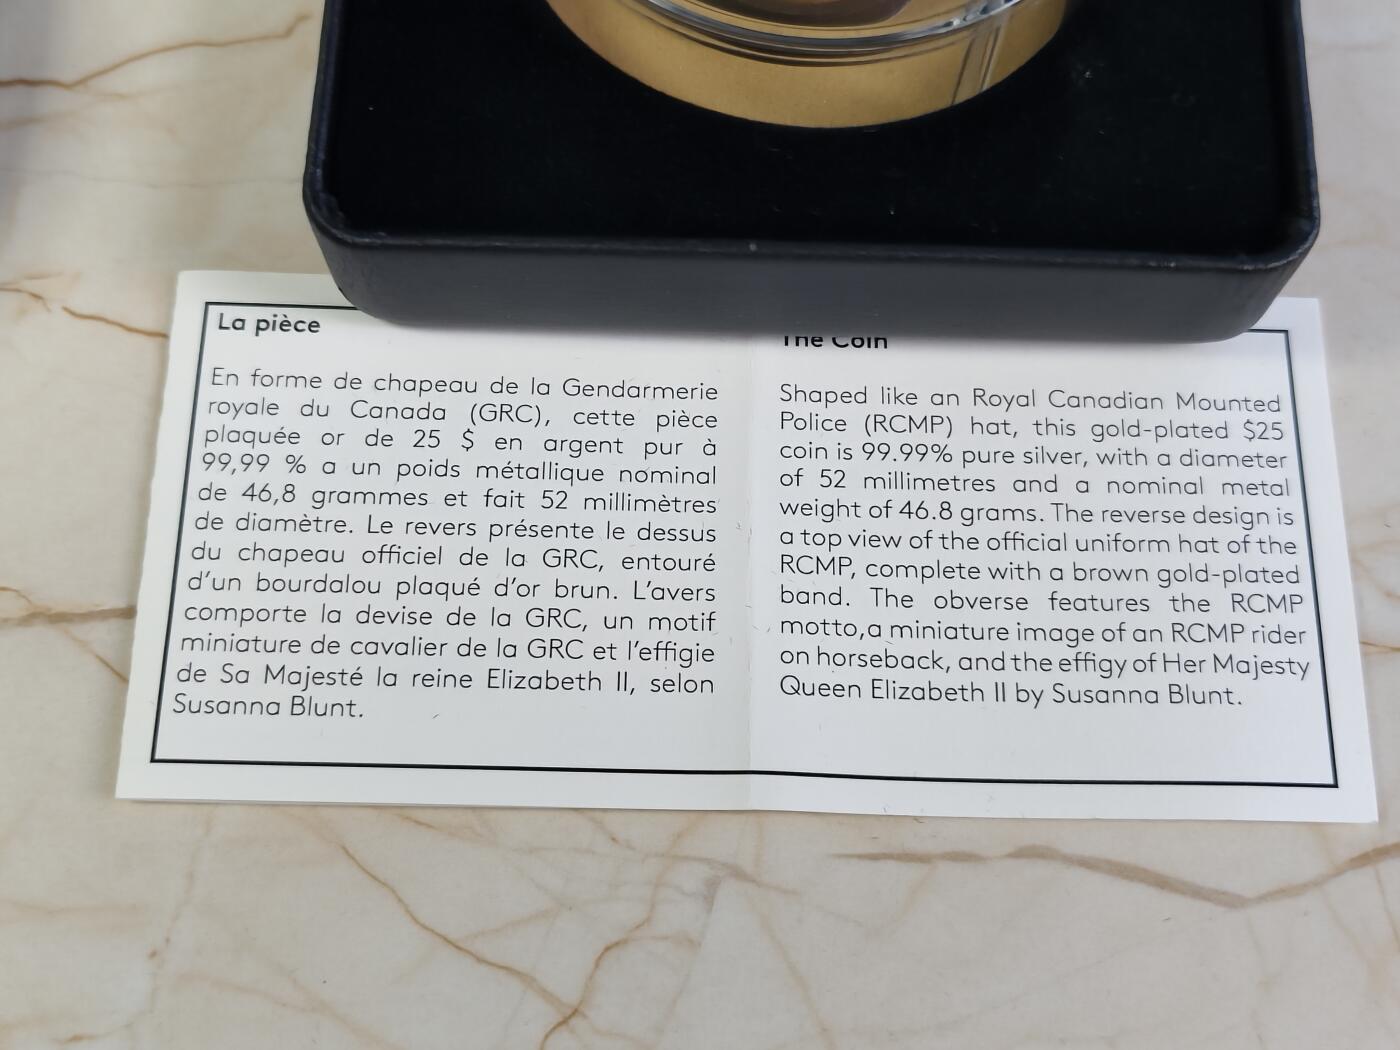 La pièce
En forme de chapeau de la Gendarmerie
royale du Canada (GRC), cette pièce
plaquée or de 25 $ en argent pur à
99,99 % a un poids métallique nominal
de 46,8 grammes et fait 52 millimètres
de diamètre. Le revers présente le dessus
du chapeau officiel de la GRC, entouré
d'un bourdalou plaqué d'or brun. L'avers
comporte la devise de la GRC, un motif
miniature de cavalier de la GRC et l'effigie
de Sa Majesté la reine Elizabeth II, selon
Susanna Blunt.
The Coin
Shaped like an Royal Canadian Mounted
Police (RCMP) hat, this gold-plated $25
coin is 99.99% pure silver, with a diameter
of 52 millimetres and a nominal metal
weight of 46.8 grams. The reverse design is
a top view of the official uniform hat of the
RCMP, complete with a brown gold-plated
band. The obverse features the RCMP
motto,a miniature image of an RCMP rider
on horseback, and the effigy of Her Majesty
Queen Elizabeth II by Susanna Blunt.